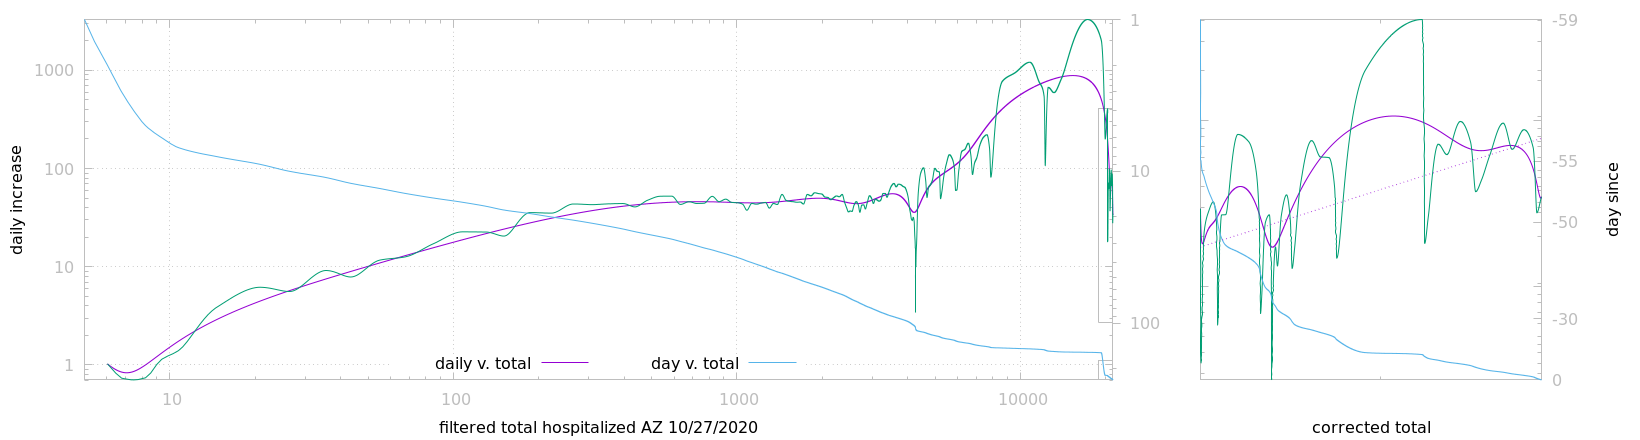 1000
100
10
1
daily increase
1
10
100
daily v. total
day v. total
10
100
1000
10000
filtered total hospitalized AZ 10/27/2020
-59
-55
-50
-30
0
day since
corrected total